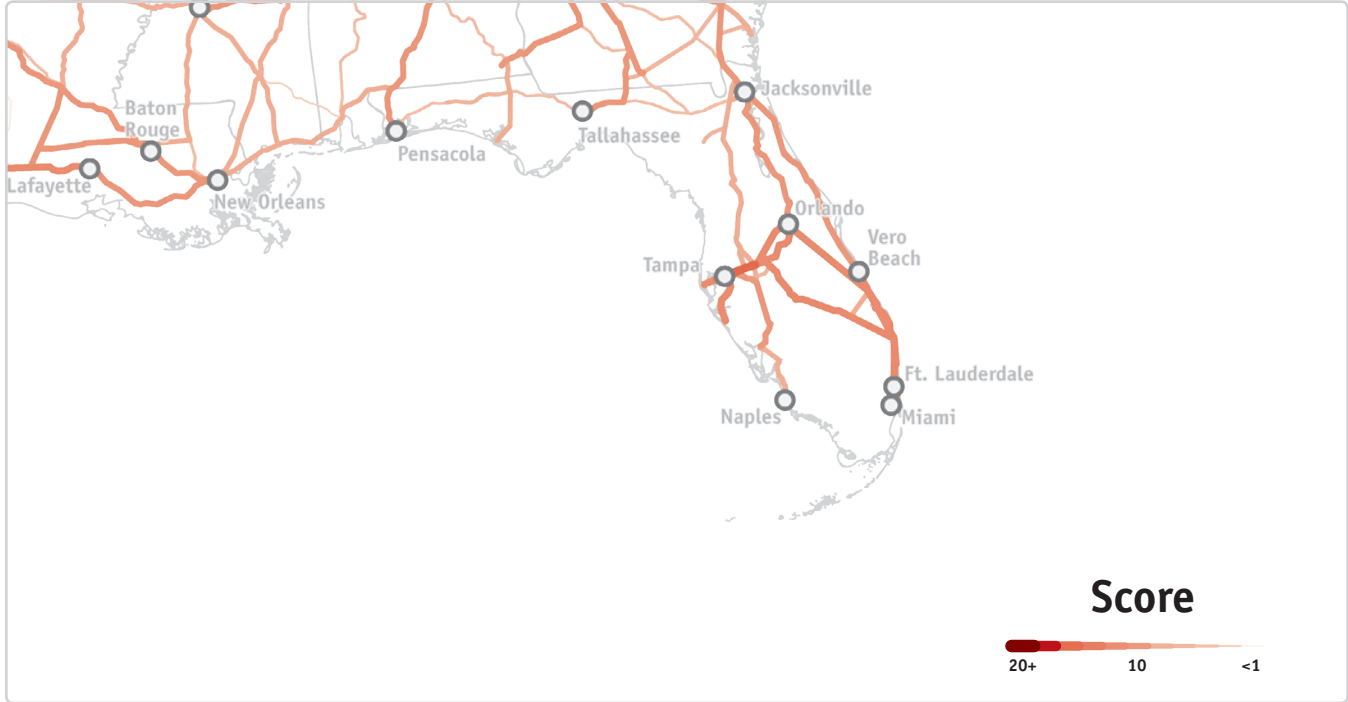 Jacksonville
Baton
Rouge
Tallahassee
Pensacola
Lafayette
New Orleans
Orlando
Vero
Beach
Tampa
Ft. Lauderdale
Naples
Miami
Score
20+ 10 <1